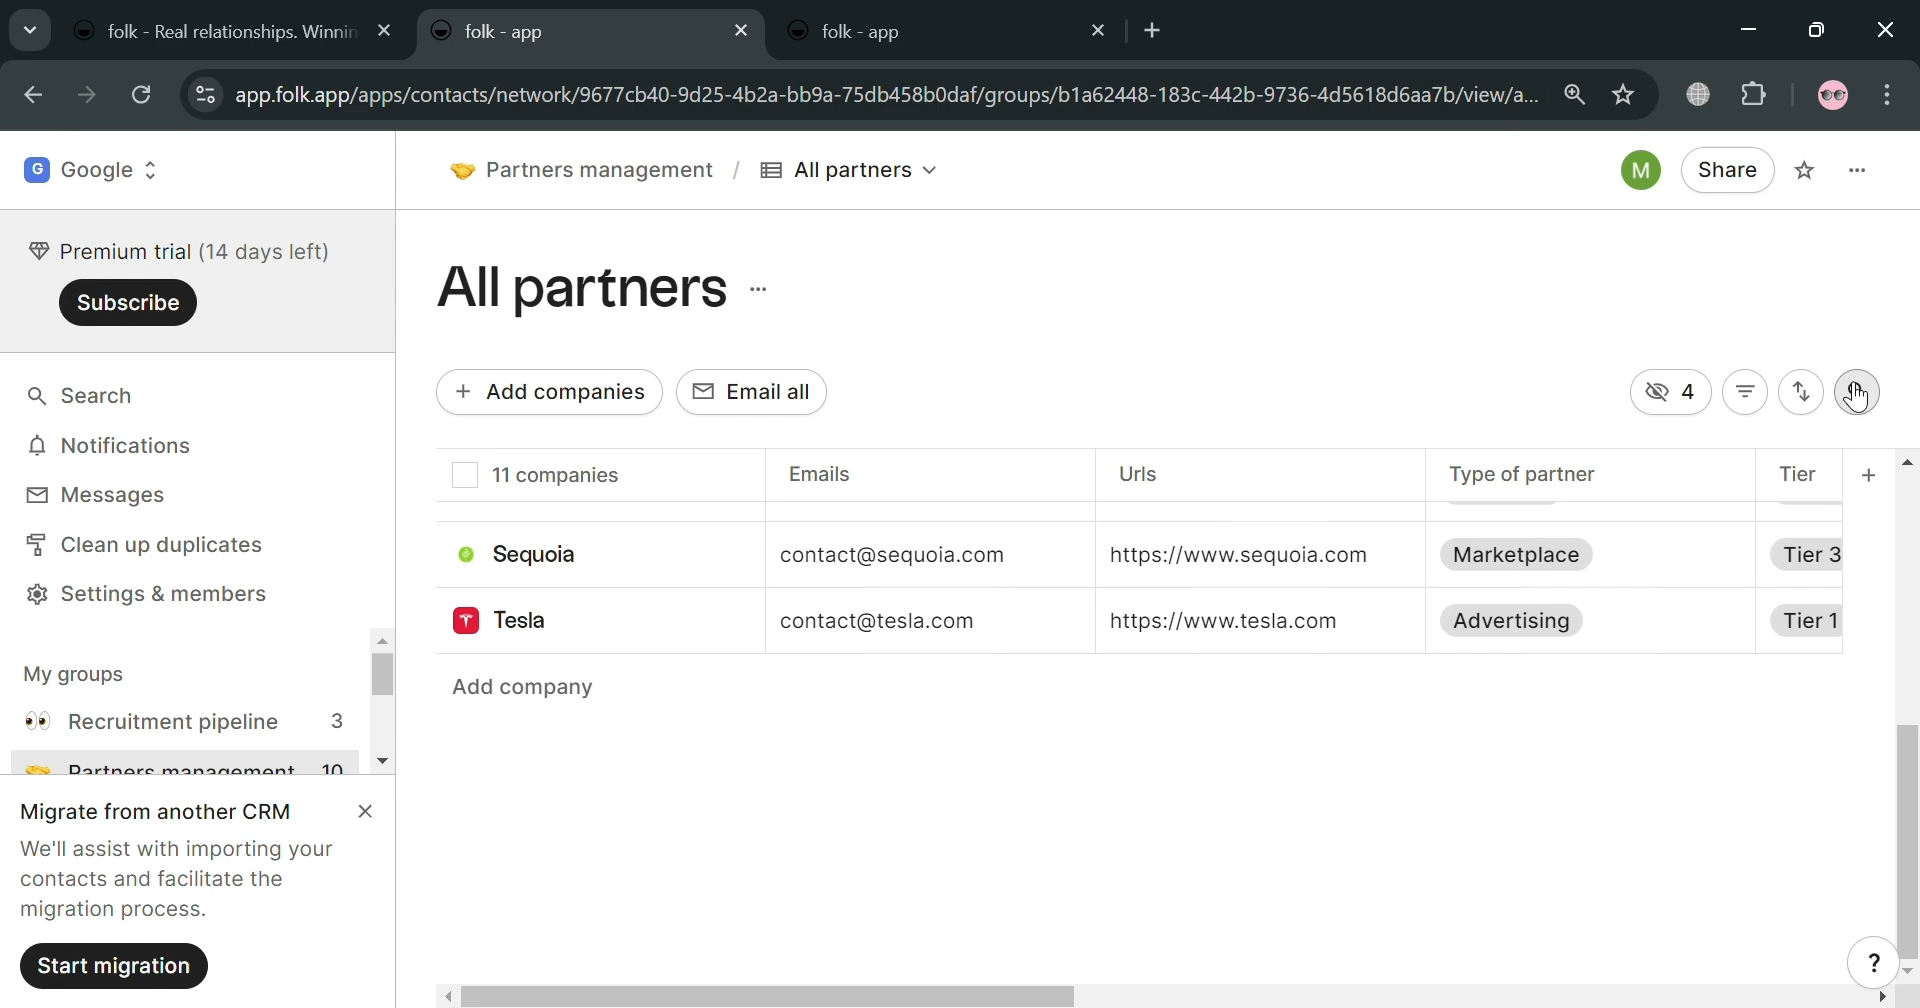 folk - Real relationships. Winnin
folk - app
folk - app
app.folk.app/apps/contacts/network/9677cb40-9d25-4b2a-bb9a-75db458b0daf/groups/b1a62448-183c-442b-9736-4d5618d6aa7b/view/a...
G Google
Partners management / All partners
M
Share
Premium trial (14 days left)
Subscribe
All partners
Search
Notifications
Messages
Clean up duplicates
Settings & members
+ Add companies
Email all
4
11 companies Emails Urls Type of partner Tier +
Sequoia contact@sequoia.com https://www.sequoia.com Marketplace Tier 3
Tesla contact@tesla.com https://www.tesla.com Advertising Tier 1
Add company
My groups
Recruitment pipeline 3
Partners management 10
Migrate from another CRM
We'll assist with importing your
contacts and facilitate the
migration process.
Start migration
?